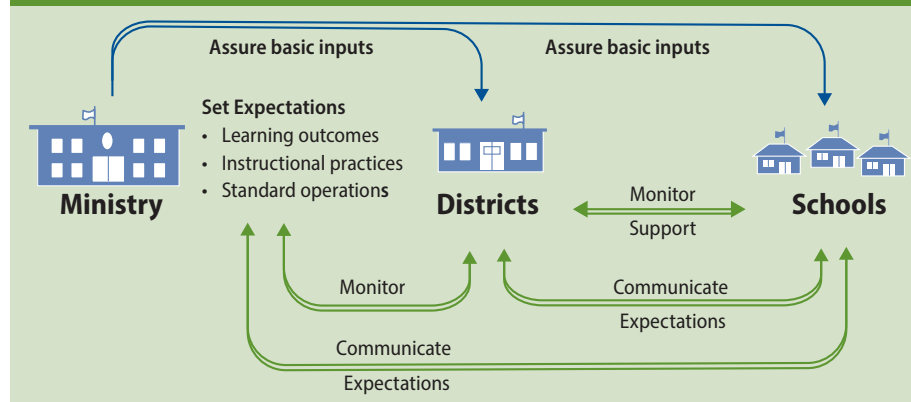 Assure basic inputs
Assure basic inputs
Set Expectations
• Learning outcomes
• Instructional practices
• Standard operations
Ministry
Districts
Monitor
Support
Schools
Monitor
Communicate
Expectations
Communicate
Expectations